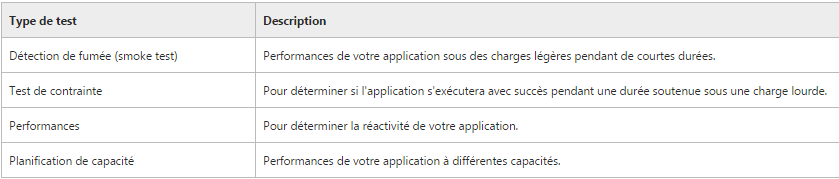 Type de test Description
Détection de fumée (smoke test) Performances de votre application sous des charges légères pendant de courtes durées.
Test de contrainte Pour déterminer si l'application s'exécutera avec succès pendant une durée soutenue sous une charge lourde.
Performances Pour déterminer la réactivité de votre application.
Planification de capacité Performances de votre application à différentes capacités.